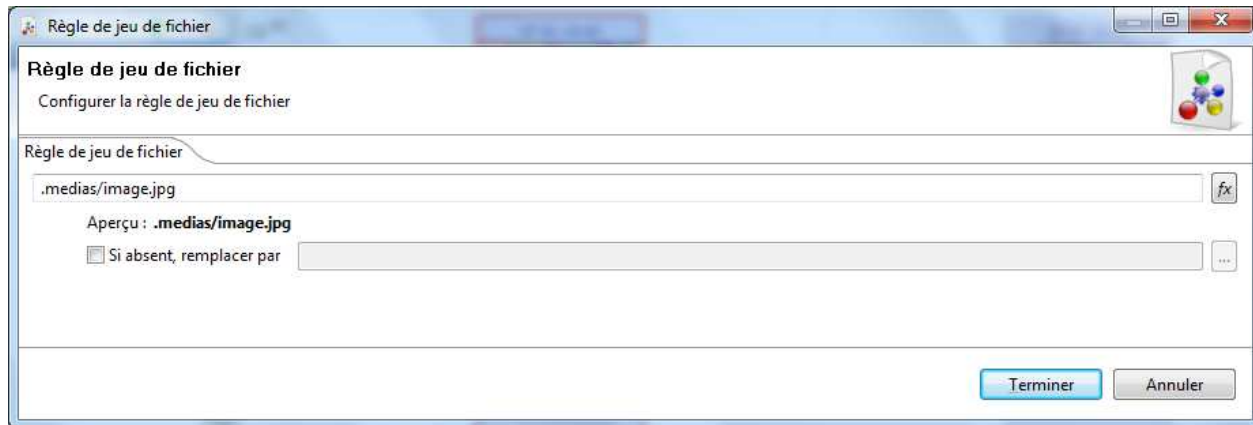 Règle de jeu de fichier
Règle de jeu de fichier
Configurer la règle de jeu de fichier
Règle de jeu de fichier
.medias/image.jpg
fx
Aperçu : .medias/image.jpg
Si absent, remplacer par
...
Terminer
Annuler